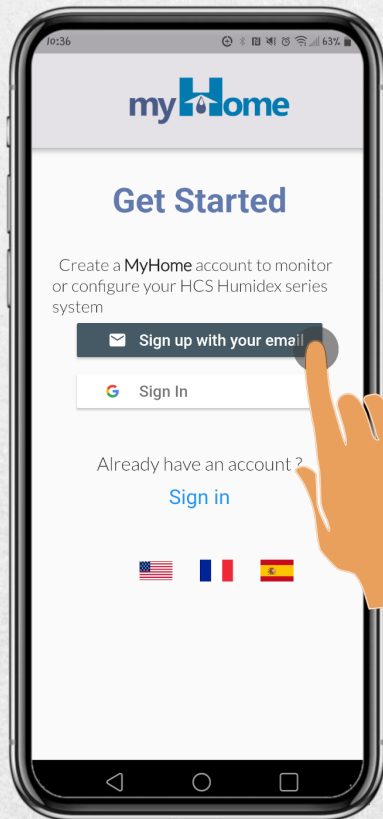 10:36 63%
myHome
Get Started
Create a MyHome account to monitor
or configure your HCS Humidex series
system
Sign up with your email
G Sign In
Already have an account ?
Sign in